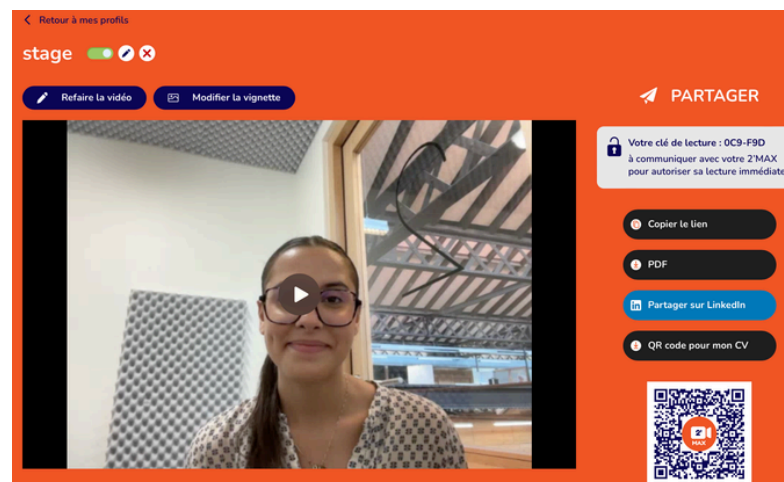 Retour à mes profils
stage
Refaire la vidéo
Modifier la vignette
PARTAGER
Votre clé de lecture : 0C9-F9D
à communiquer avec votre 2'MAX
pour autoriser sa lecture immédiate
Copier le lien
PDF
Partager sur LinkedIn
QR code pour mon CV
2'
MAX